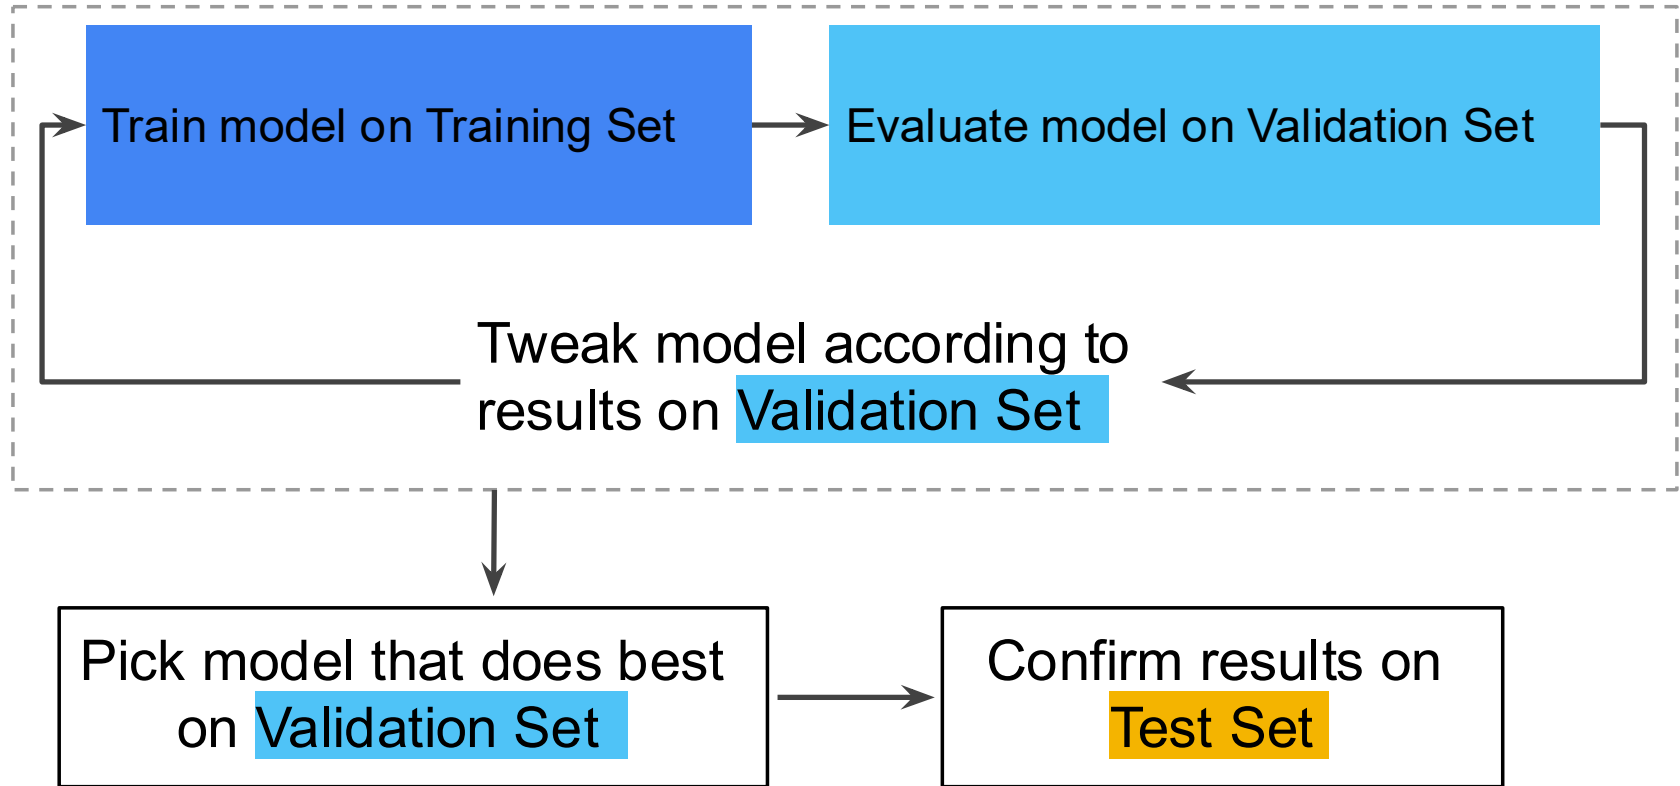 Train model on Training Set
Evaluate model on Validation Set
Tweak model according to
results on Validation Set
Pick model that does best
on Validation Set
Confirm results on
Test Set